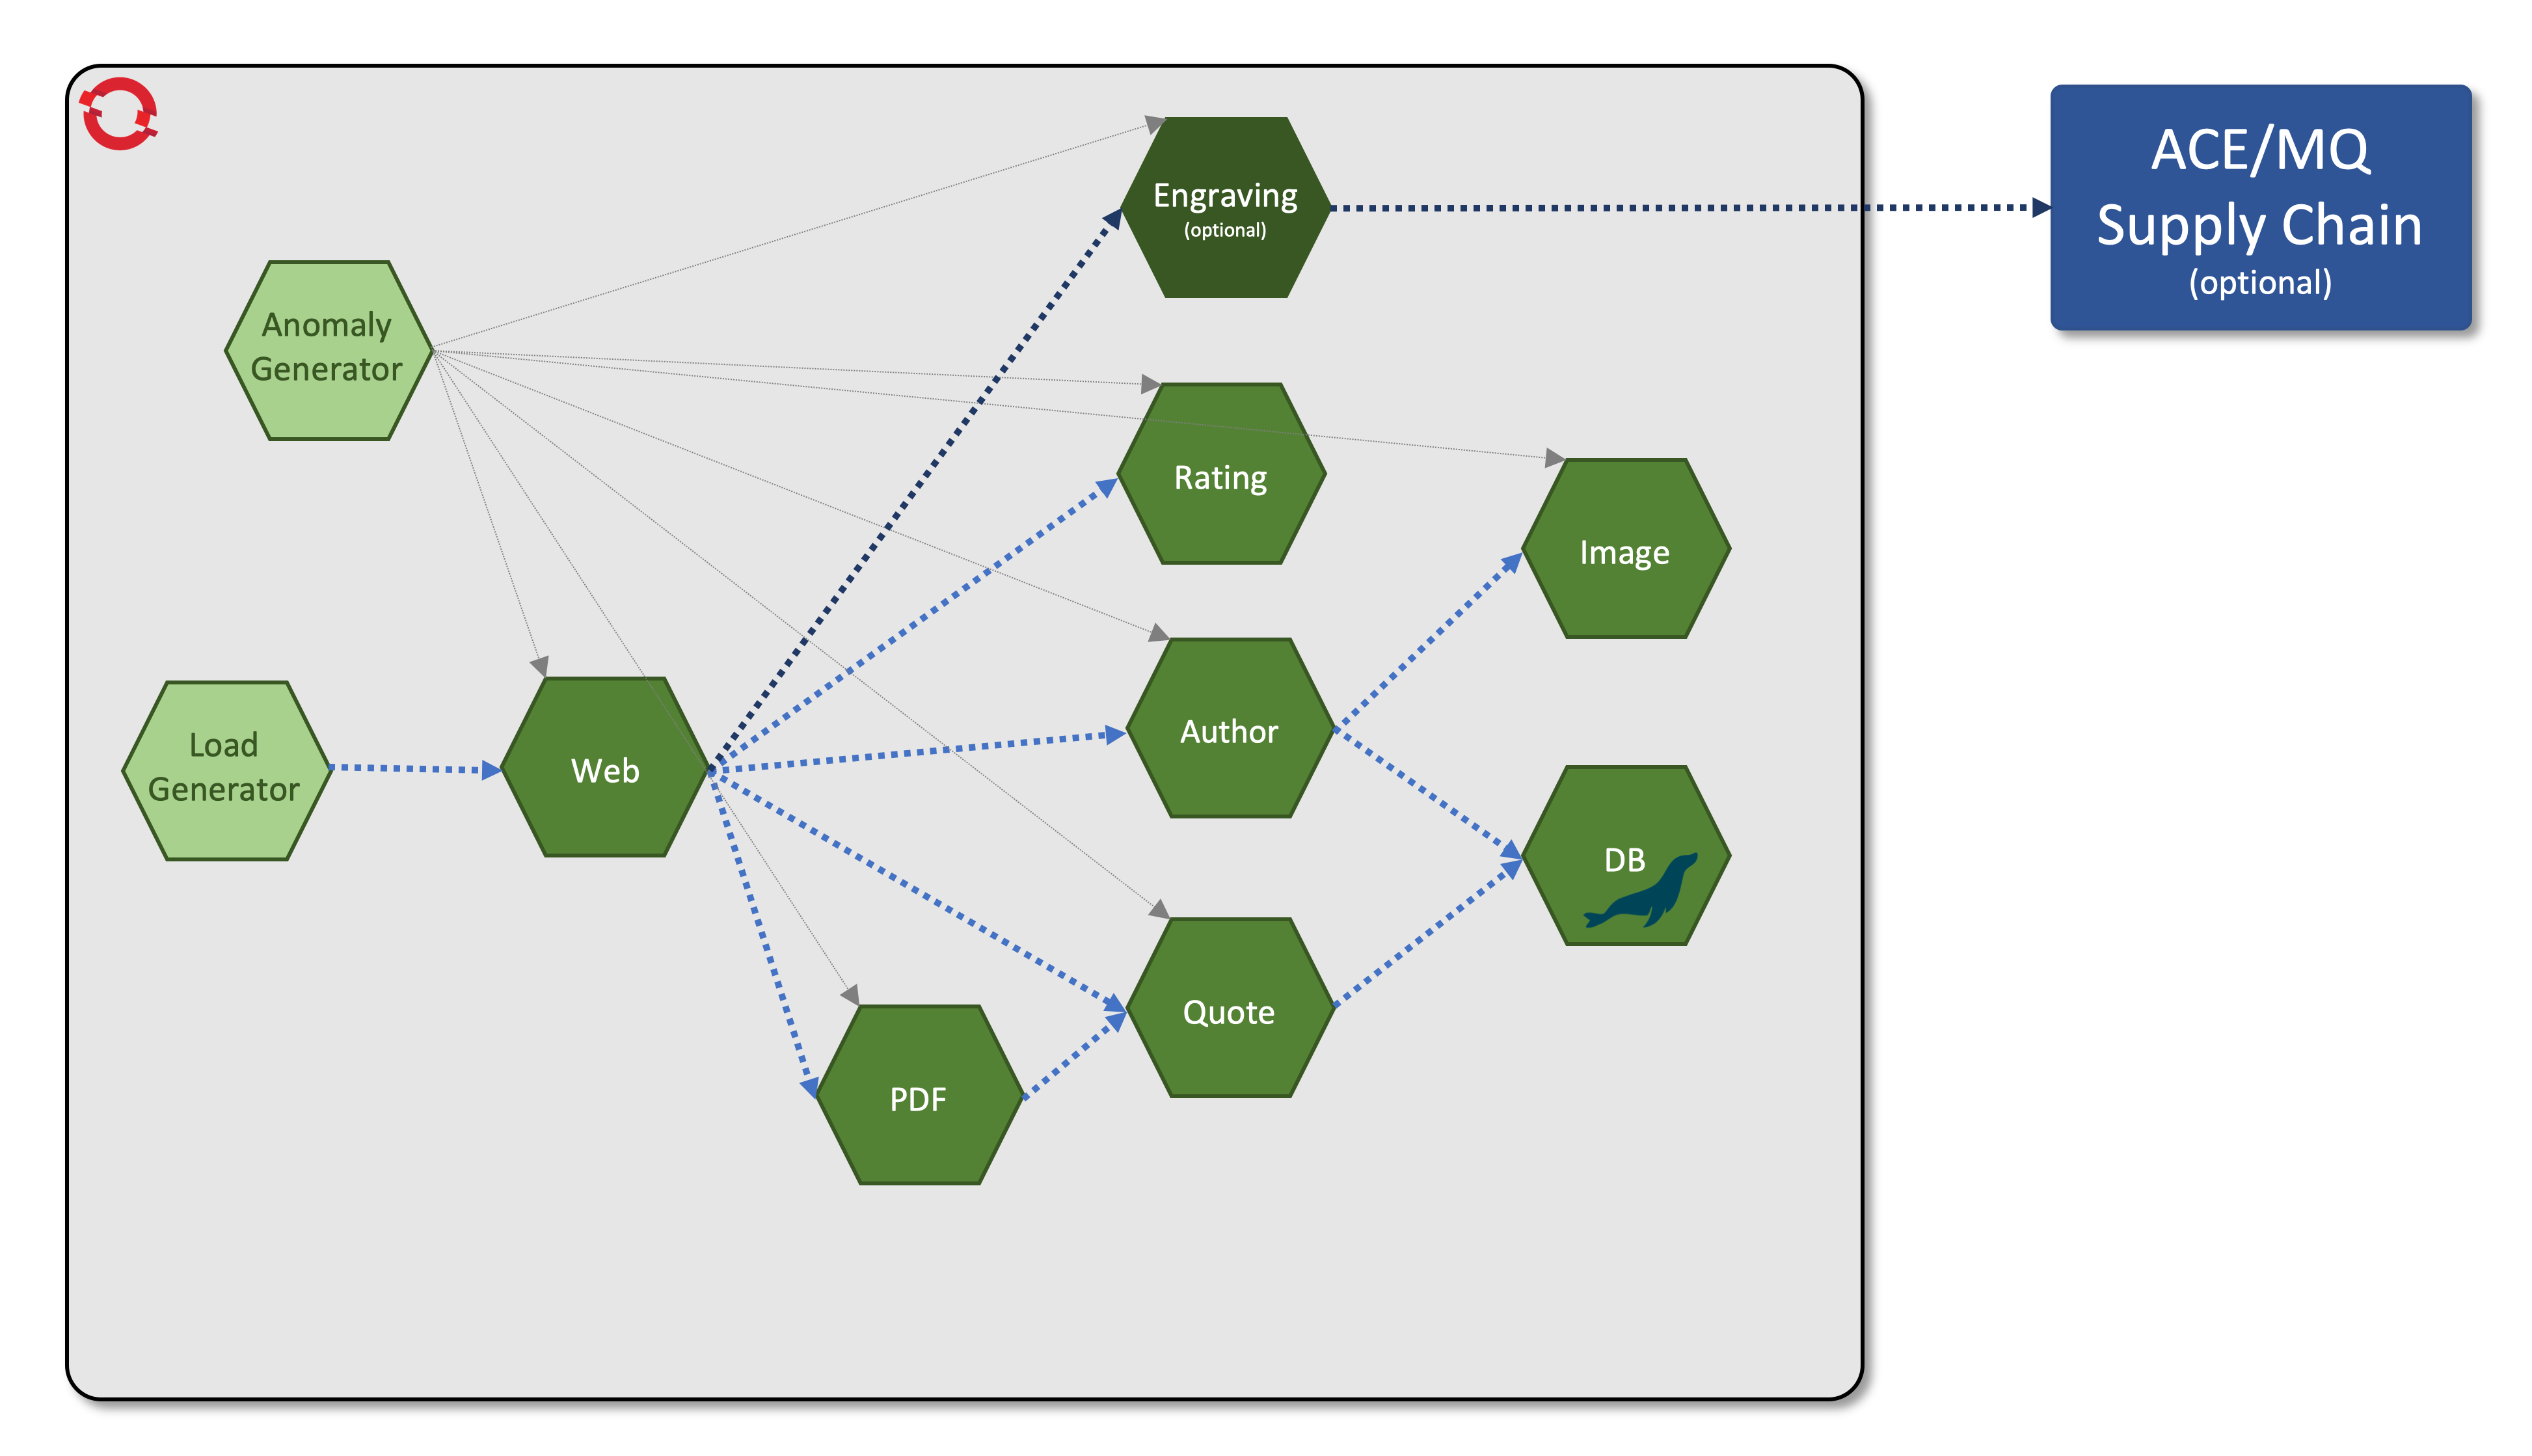 ACE/MQ
Supply Chain
(optional)
Engraving
(optional)
Anomaly
Generator
Rating
Image
Load
Generator
Web
Author
DB
Quote
PDF